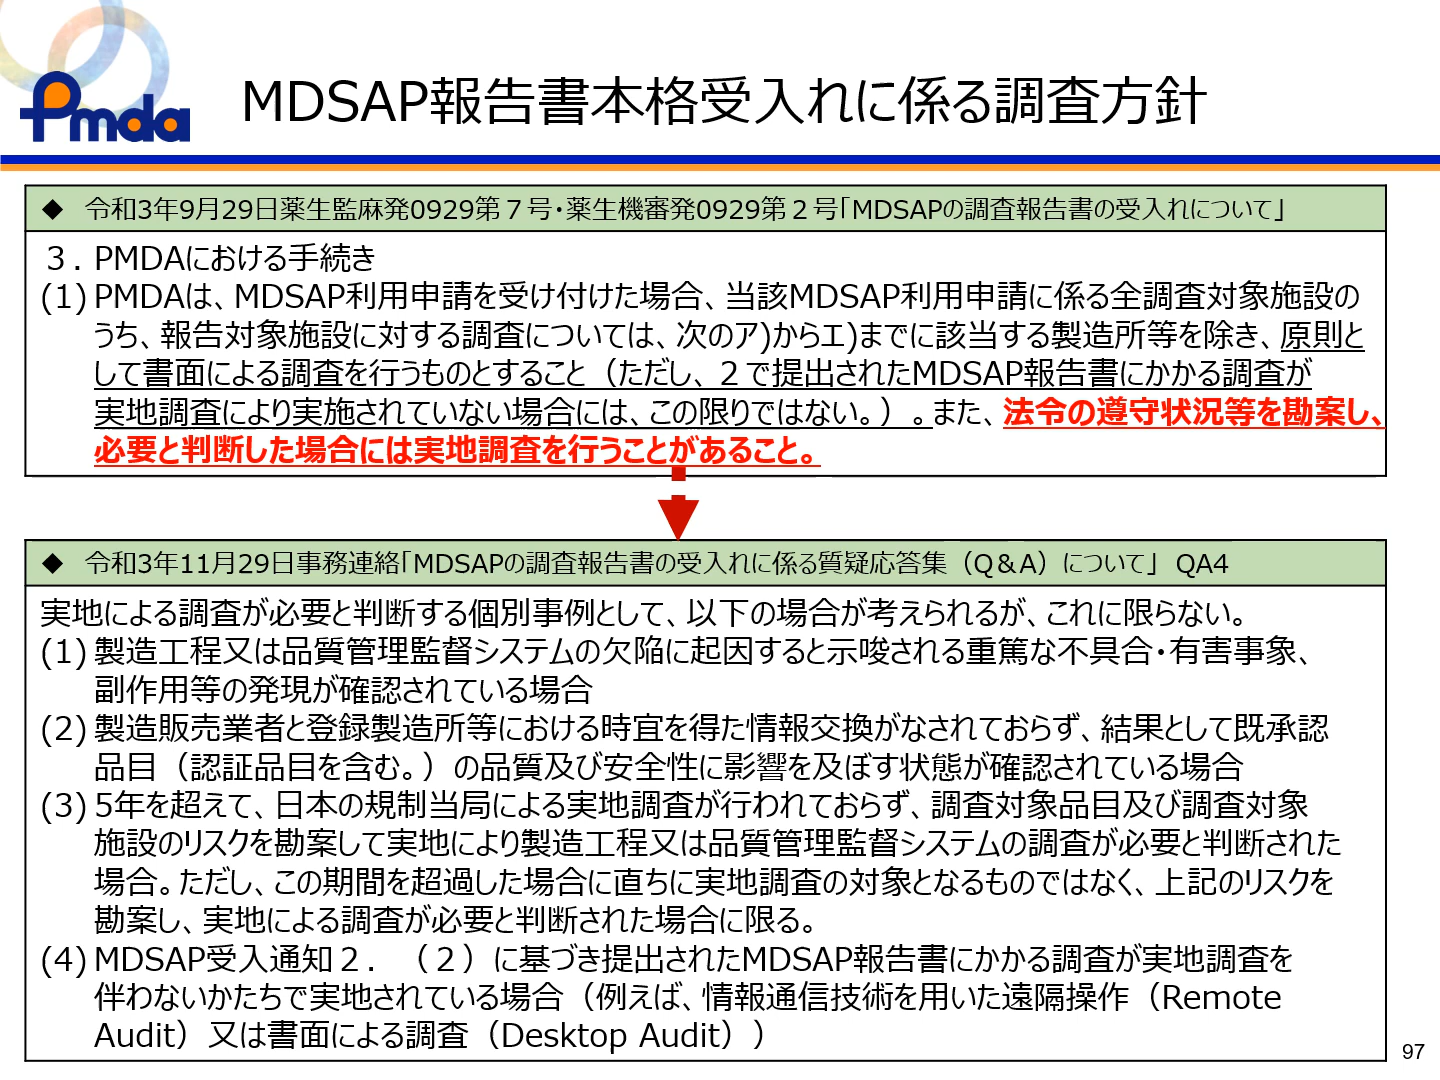 Pmda
MDSAP報告書本格受入れに係る調査方針
◆ 令和3年9月29日薬生監麻発0929第７号・薬生機審発0929第２号「MDSAPの調査報告書の受入れについて」
３．PMDAにおける手続き
(1) PMDAは、MDSAP利用申請を受け付けた場合、当該MDSAP利用申請に係る全調査対象施設の
うち、報告対象施設に対する調査については、次のア)からエ)までに該当する製造所等を除き、原則と
して書面による調査を行うものとすること（ただし、２で提出されたMDSAP報告書にかかる調査が
実地調査により実施されていない場合には、この限りではない。）。また、法令の遵守状況等を勘案し、
必要と判断した場合には実地調査を行うことがあること。
◆ 令和3年11月29日事務連絡「MDSAPの調査報告書の受入れに係る質疑応答集（Q＆A）について」 QA4
実地による調査が必要と判断する個別事例として、以下の場合が考えられるが、これに限らない。
(1) 製造工程又は品質管理監督システムの欠陥に起因すると示唆される重篤な不具合・有害事象、
副作用等の発現が確認されている場合
(2) 製造販売業者と登録製造所等における時宜を得た情報交換がなされておらず、結果として既承認
品目（認証品目を含む。）の品質及び安全性に影響を及ぼす状態が確認されている場合
(3) 5年を超えて、日本の規制当局による実地調査が行われておらず、調査対象品目及び調査対象
施設のリスクを勘案して実地により製造工程又は品質管理監督システムの調査が必要と判断された
場合。ただし、この期間を超過した場合に直ちに実地調査の対象となるものではなく、上記のリスクを
勘案し、実地による調査が必要と判断された場合に限る。
(4) MDSAP受入通知２．（２）に基づき提出されたMDSAP報告書にかかる調査が実地調査を
伴わないかたちで実地されている場合（例えば、情報通信技術を用いた遠隔操作（Remote
Audit）又は書面による調査（Desktop Audit））
97